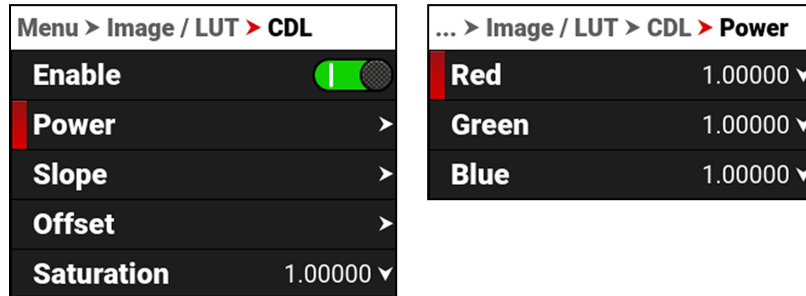 Menu > Image / LUT > CDL
Enable
Power
Slope
Offset
Saturation 1.00000
... > Image / LUT > CDL > Power
Red 1.00000
Green 1.00000
Blue 1.00000